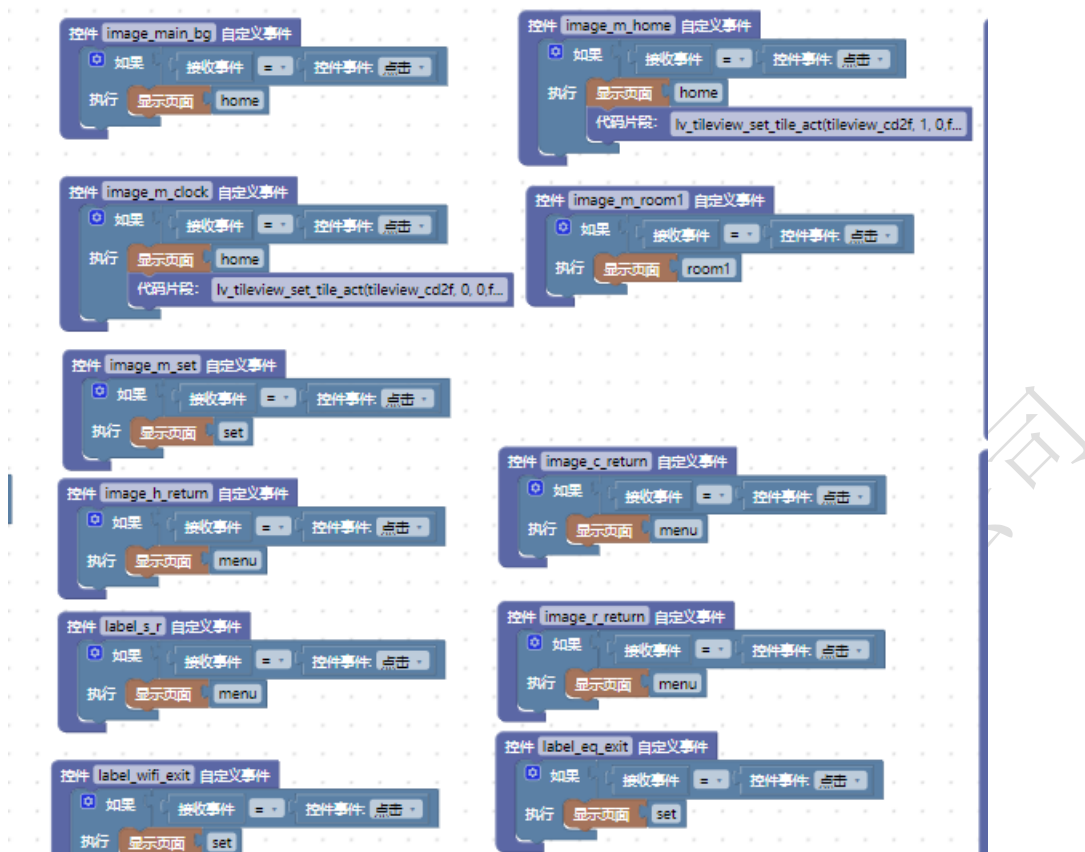 控件 image_main_bg 自定义事件
如果 接收事件 = 控件事件: 点击
执行 显示页面 home
控件 image_m_home 自定义事件
如果 接收事件 = 控件事件: 点击
执行 显示页面 home
代码片段: lv_tileview_set_tile_act(tileview_cd2f, 1, 0,f...
控件 image_m_clock 自定义事件
如果 接收事件 = 控件事件: 点击
执行 显示页面 home
代码片段: lv_tileview_set_tile_act(tileview_cd2f, 0, 0,f...
控件 image_m_room1 自定义事件
如果 接收事件 = 控件事件: 点击
执行 显示页面 room1
控件 image_m_set 自定义事件
如果 接收事件 = 控件事件: 点击
执行 显示页面 set
控件 image_c_return 自定义事件
如果 接收事件 = 控件事件: 点击
执行 显示页面 menu
控件 image_h_return 自定义事件
如果 接收事件 = 控件事件: 点击
执行 显示页面 menu
控件 label_s_r 自定义事件
如果 接收事件 = 控件事件: 点击
执行 显示页面 menu
控件 image_r_return 自定义事件
如果 接收事件 = 控件事件: 点击
执行 显示页面 menu
控件 label_wifi_exit 自定义事件
如果 接收事件 = 控件事件: 点击
执行 显示页面 set
控件 label_eq_exit 自定义事件
如果 接收事件 = 控件事件: 点击
执行 显示页面 set
司